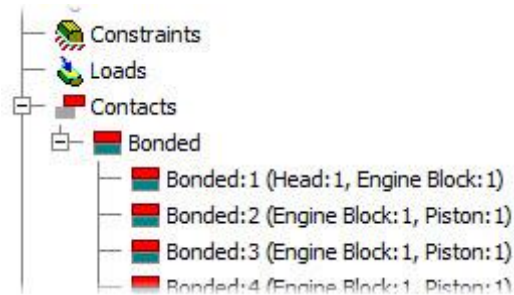 Constraints
Loads
Contacts
Bonded
Bonded:1 (Head:1, Engine Block:1)
Bonded:2 (Engine Block:1, Piston:1)
Bonded:3 (Engine Block:1, Piston:1)
Bonded:4 (Engine Block:1, Piston:1)